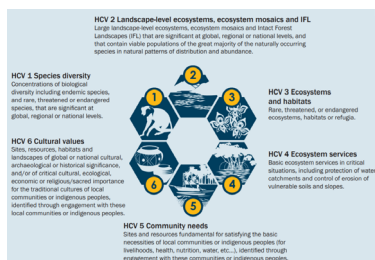 HCV 2 Landscape-level ecosystems, ecosystem mosaics and IFL
Large landscape-level ecosystems, ecosystem mosaics and Intact Forest
Landscapes (IFL) that are significant at global, regional or national levels, and
that contain viable populations of the great majority of the naturally occurring
species in natural patterns of distribution and abundance.
HCV 1 Species diversity
Concentrations of biological
diversity including endemic species,
and rare, threatened or endangered
species, that are significant at
global, regional or national levels.
2
1
3
HCV 3 Ecosystems
and habitats
Rare, threatened, or endangered
ecosystems, habitats or refugia.
HCV 6 Cultural values
Sites, resources, habitats and
landscapes of global or national cultural,
archaeological or historical significance,
and/or of critical cultural, ecological,
economic or religious/sacred importance
for the traditional cultures of local
communities or indigenous peoples,
identified through engagement with these
local communities or indigenous peoples.
6
4
5
HCV 4 Ecosystem services
Basic ecosystem services in critical
situations, including protection of water
catchments and control of erosion of
vulnerable soils and slopes.
HCV 5 Community needs
Sites and resources fundamental for satisfying the basic
necessities of local communities or indigenous peoples (for
livelihoods, health, nutrition, water, etc...), identified through
engagement with these communities or indigenous peoples.